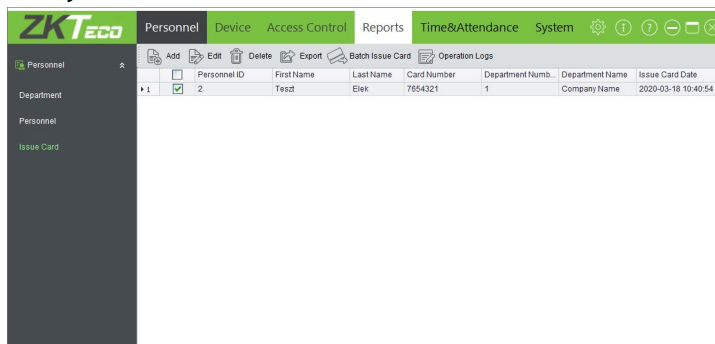 ZKTeco Personnel Device Access Control Reports Time&Attendance System
Add Edit Delete Export Batch Issue Card Operation Logs
Personnel
Department
Personnel
Issue Card
Personnel ID First Name Last Name Card Number Department Numb... Department Name Issue Card Date
1 2 Teszt Elek 7654321 1 Company Name 2020-03-18 10:40:54